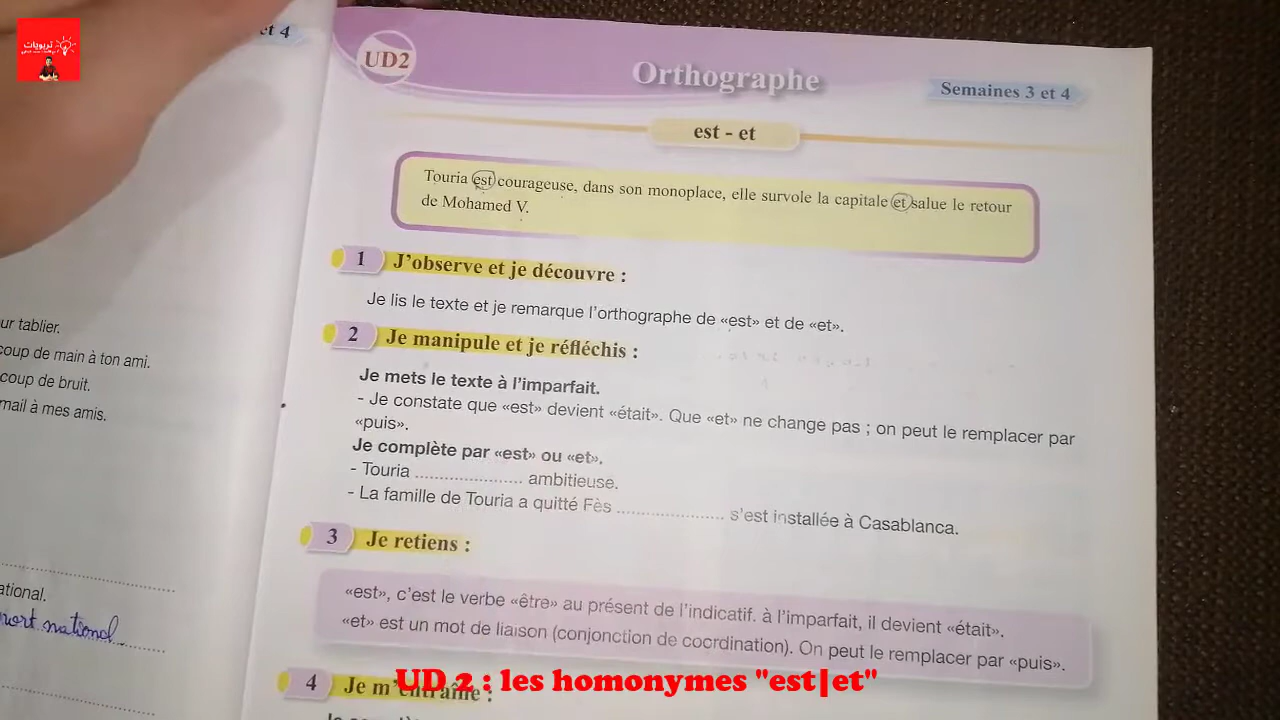 تربويات
et 4
UD2
Orthographe
Semaines 3 et 4
est - et
Touria est courageuse, dans son monoplace, elle survole la capitale et salue le retour
de Mohamed V.
1 J'observe et je découvre :
Je lis le texte et je remarque l'orthographe de «est» et de «et».
2 Je manipule et je réfléchis :
Je mets le texte à l'imparfait.
- Je constate que «est» devient «était». Que «et» ne change pas ; on peut le remplacer par
«puis».
Je complète par «est» ou «et».
- Touria ...................... ambitieuse.
- La famille de Touria a quitté Fès ...................... s'est installée à Casablanca.
3 Je retiens :
«est», c'est le verbe «être» au présent de l'indicatif. à l'imparfait, il devient «était».
«et» est un mot de liaison (conjonction de coordination). On peut le remplacer par «puis».
4 Je m'entraîne :
ur tablier.
coup de main à ton ami.
coup de bruit.
mail à mes amis.
ational.
national
UD 2 : les homonymes "est|et"